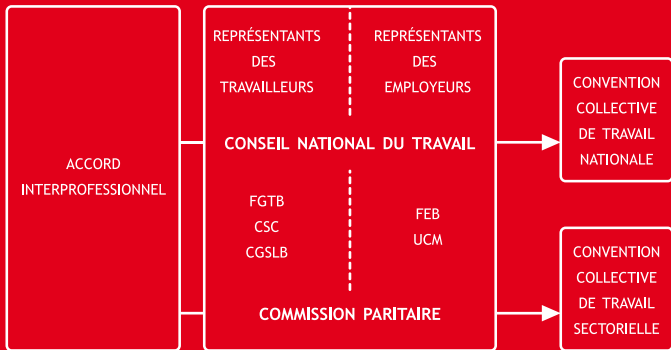 ACCORD
INTERPROFESSIONNEL
REPRÉSENTANTS
DES
TRAVAILLEURS
REPRÉSENTANTS
DES
EMPLOYEURS
CONSEIL NATIONAL DU TRAVAIL
FGTB
CSC
CGSLB
FEB
UCM
COMMISSION PARITAIRE
CONVENTION
COLLECTIVE
DE TRAVAIL
NATIONALE
CONVENTION
COLLECTIVE
DE TRAVAIL
SECTORIELLE